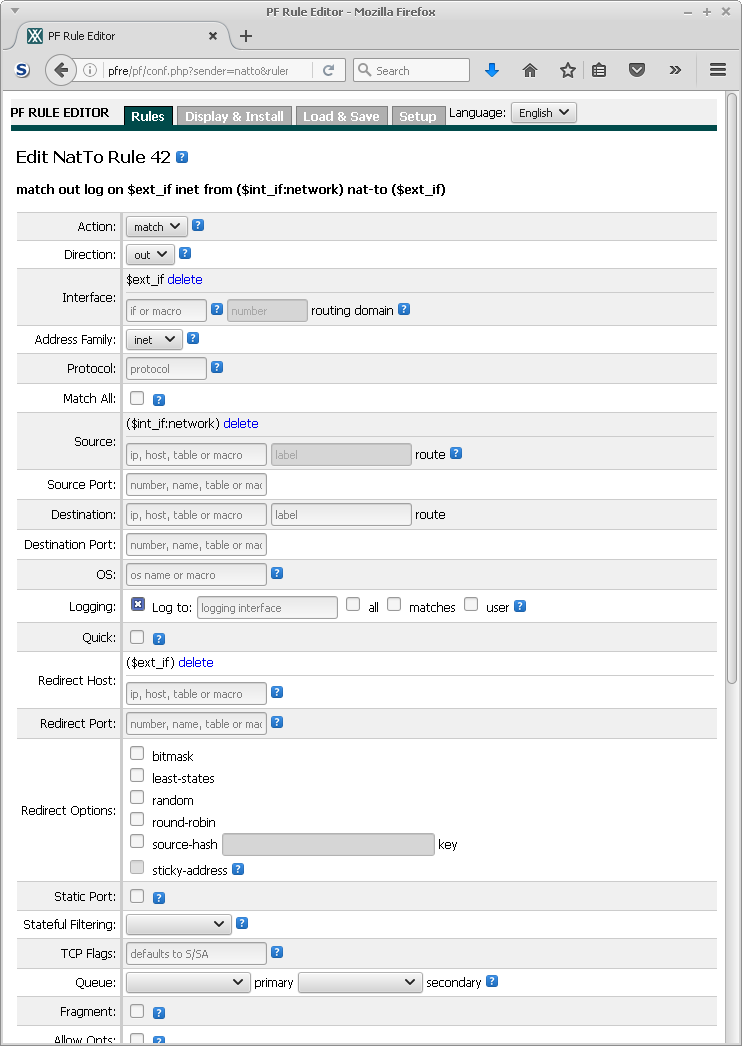 PF Rule Editor - Mozilla Firefox
PF Rule Editor
pfre/pf/conf.php?sender=natto&ruler
Search
PF RULE EDITOR Rules Display & Install Load & Save Setup Language: English
Edit NatTo Rule 42 ?
match out log on $ext_if inet from ($int_if:network) nat-to ($ext_if)
Action: match ?
Direction: out ?
$ext_if delete
Interface:
if or macro ? number routing domain ?
Address Family: inet ?
Protocol: protocol ?
Match All: ?
($int_if:network) delete
Source:
ip, host, table or macro label route ?
Source Port: number, name, table or mac
Destination: ip, host, table or macro label route
Destination Port: number, name, table or mac
OS: os name or macro ?
Logging: Log to: logging interface all matches user ?
Quick: ?
($ext_if) delete
Redirect Host:
ip, host, table or macro ?
Redirect Port: number, name, table or mac ?
bitmask
least-states
random
Redirect Options:
round-robin
source-hash key
sticky-address ?
Static Port: ?
Stateful Filtering: ?
TCP Flags: defaults to S/SA ?
Queue: primary secondary ?
Fragment: ?
Allow Opts: ?